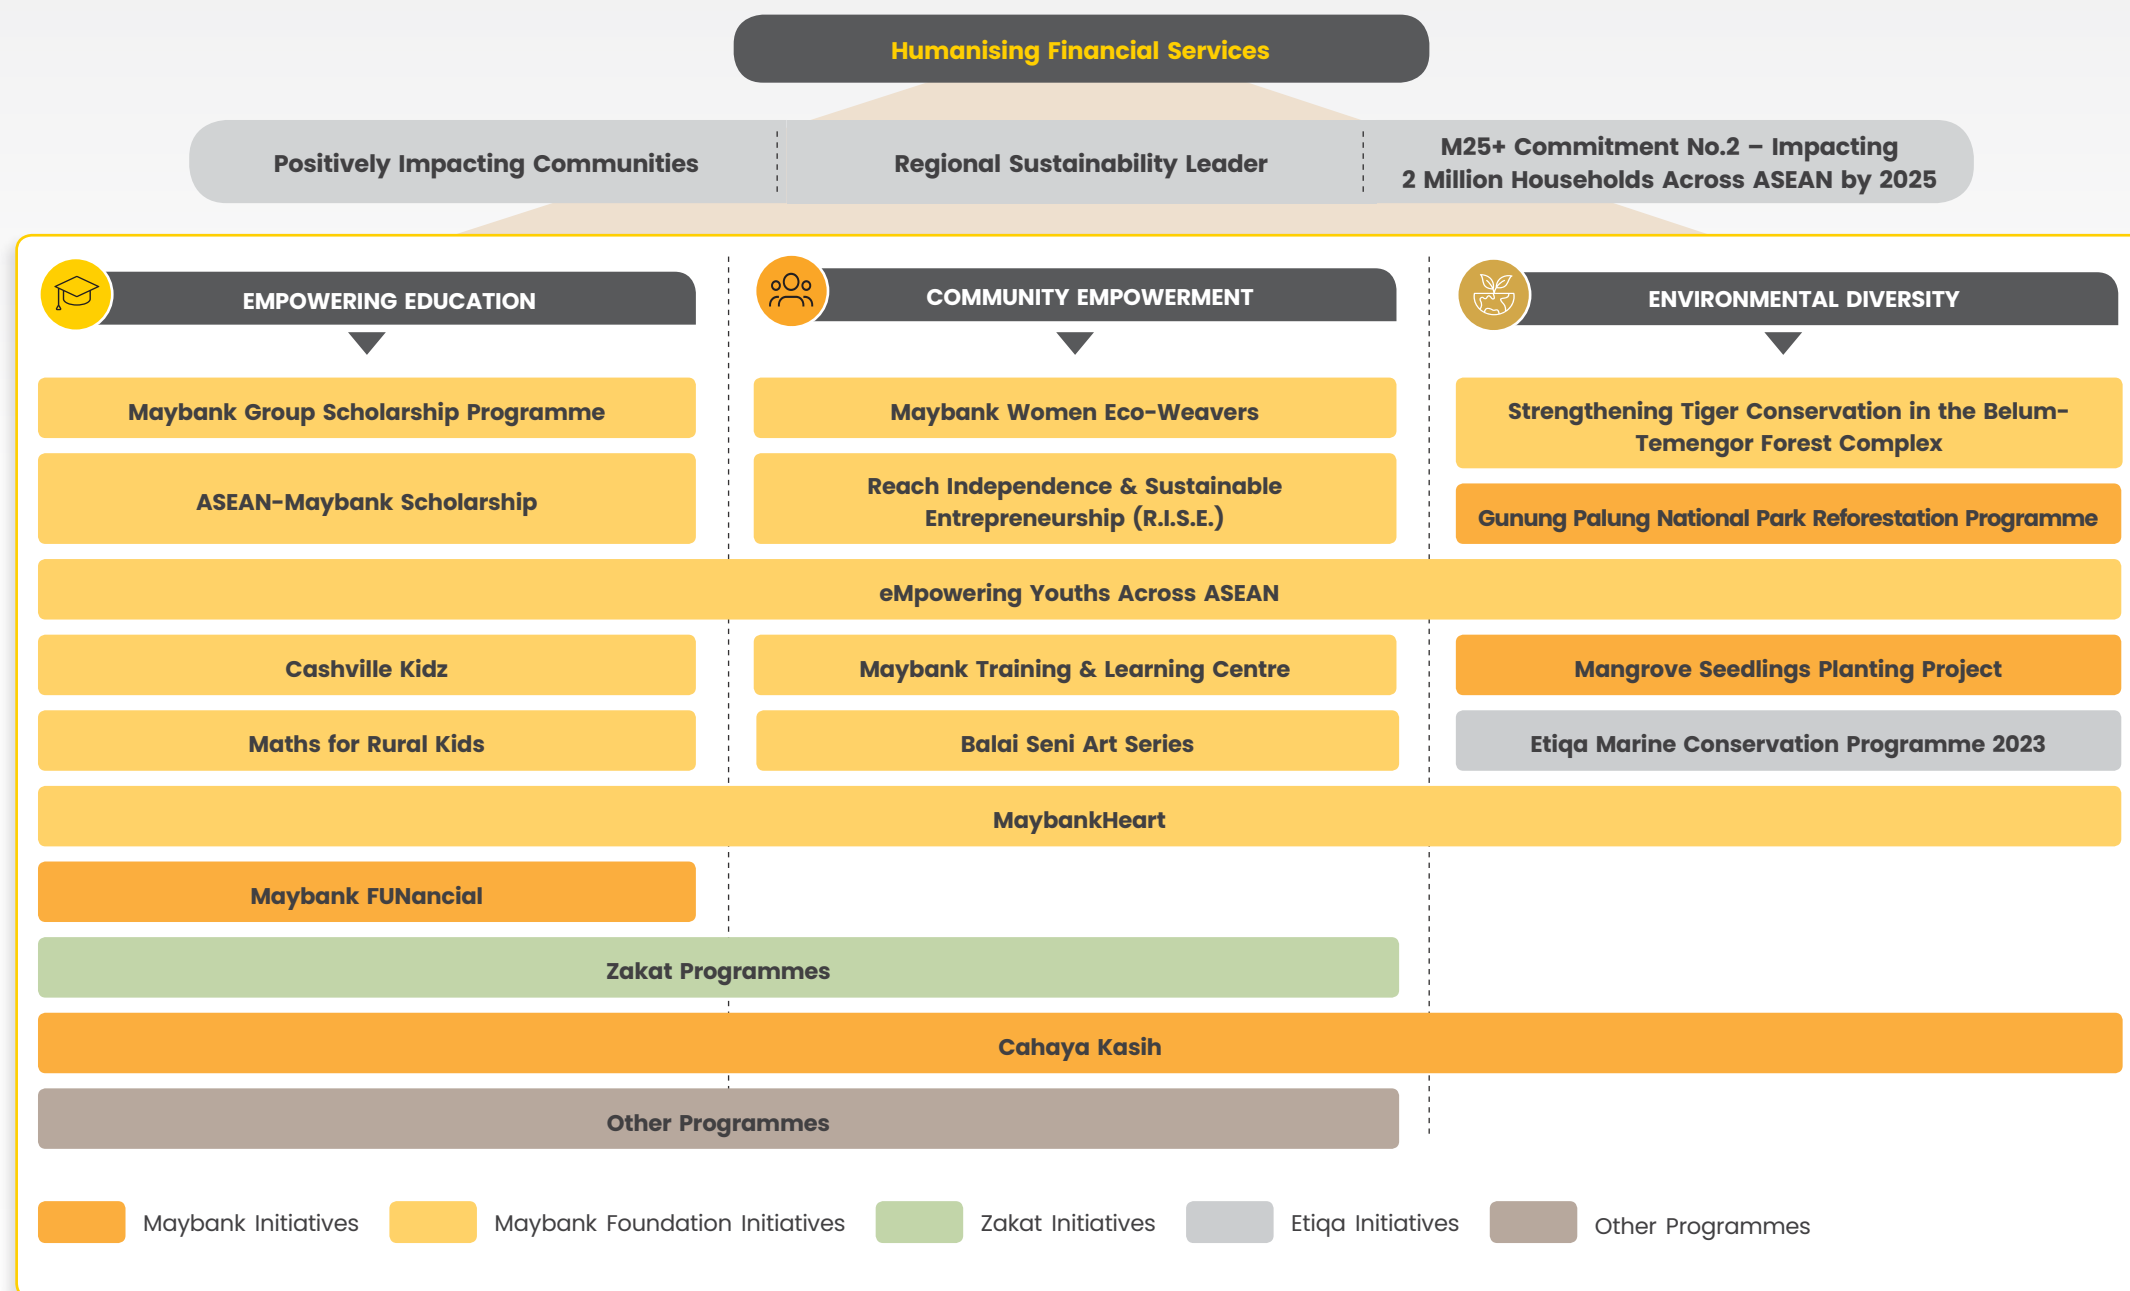 Humanising Financial Services
Positively Impacting Communities
Regional Sustainability Leader
M25+ Commitment No.2 – Impacting
2 Million Households Across ASEAN by 2025
EMPOWERING EDUCATION
COMMUNITY EMPOWERMENT
ENVIRONMENTAL DIVERSITY
Maybank Group Scholarship Programme
Maybank Women Eco-Weavers
Strengthening Tiger Conservation in the Belum-
Temengor Forest Complex
ASEAN-Maybank Scholarship
Reach Independence & Sustainable
Entrepreneurship (R.I.S.E.)
Gunung Palung National Park Reforestation Programme
eMpowering Youths Across ASEAN
Cashville Kidz
Maybank Training & Learning Centre
Mangrove Seedlings Planting Project
Maths for Rural Kids
Balai Seni Art Series
Etiqa Marine Conservation Programme 2023
MaybankHeart
Maybank FUNancial
Zakat Programmes
Cahaya Kasih
Other Programmes
Maybank Initiatives
Maybank Foundation Initiatives
Zakat Initiatives
Etiqa Initiatives
Other Programmes